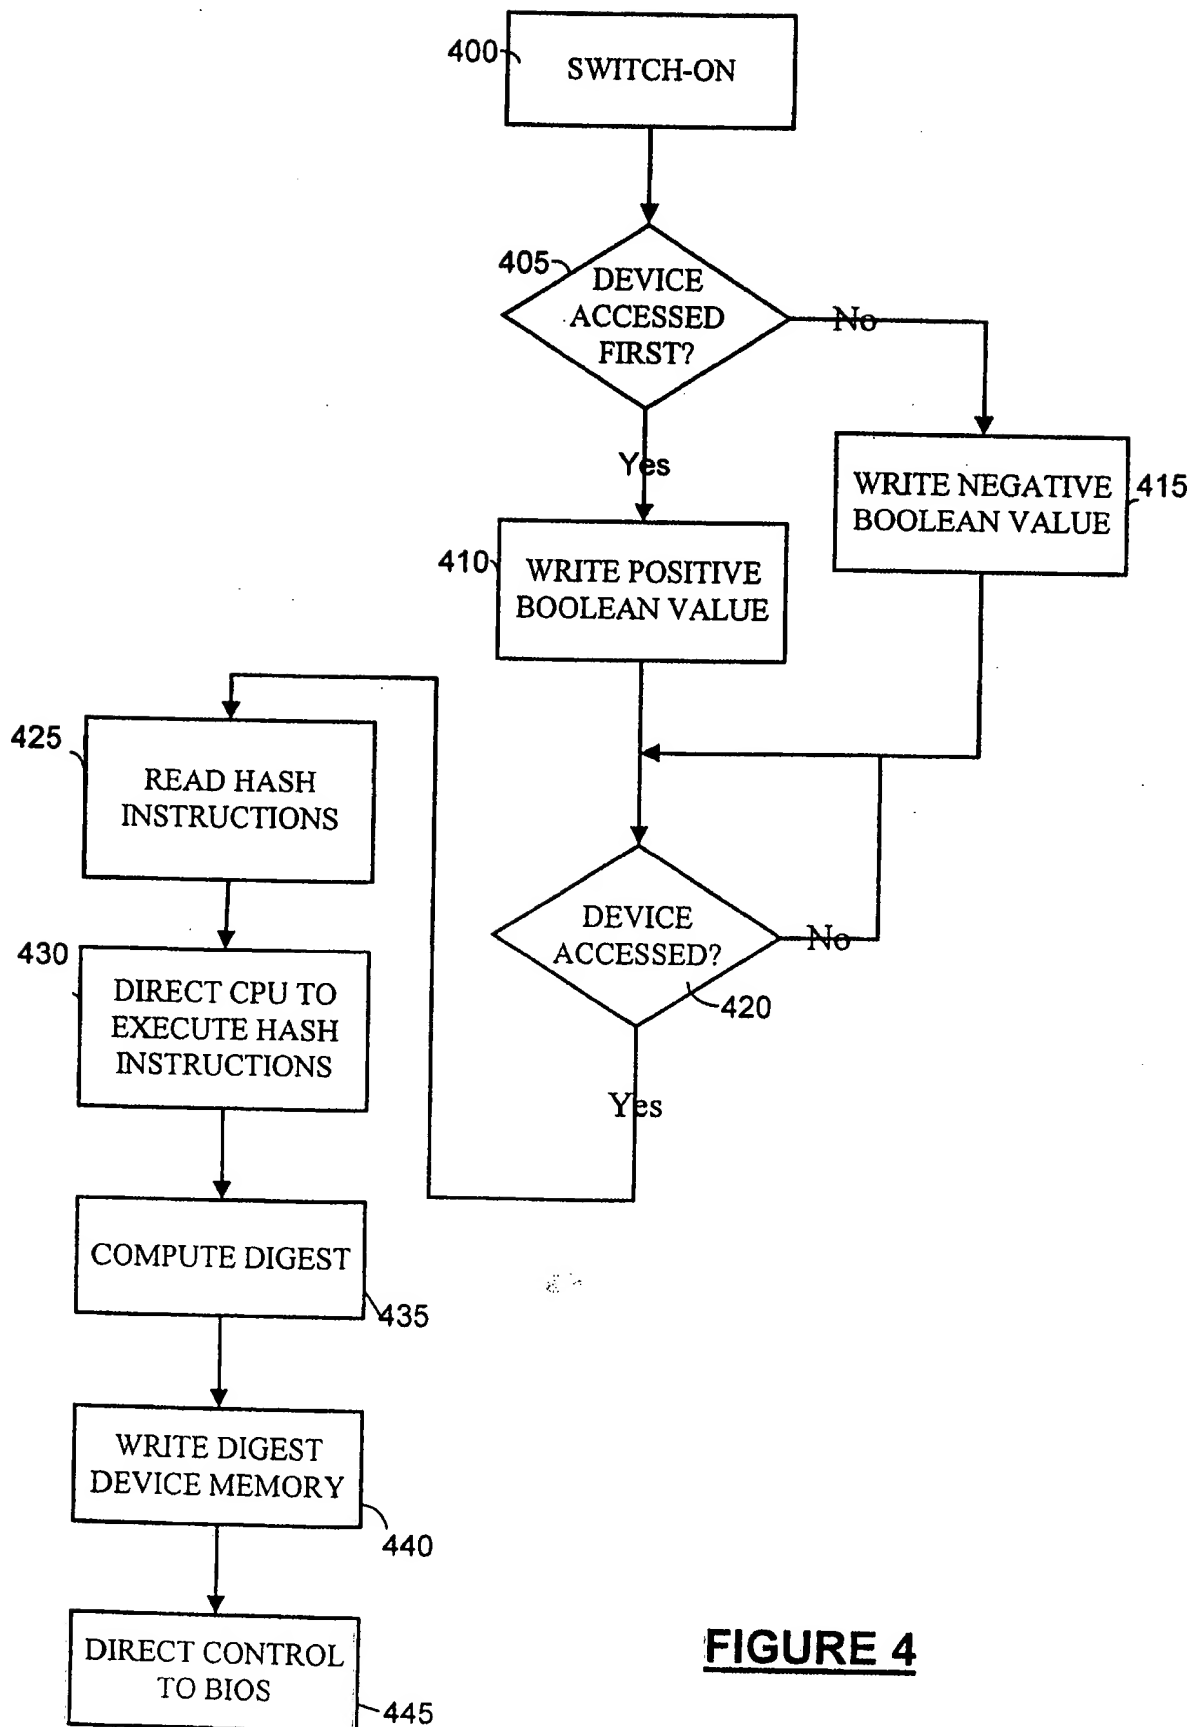 400
SWITCH-ON
405
DEVICE
ACCESSED
FIRST?
No
Yes
WRITE NEGATIVE
BOOLEAN VALUE
415
410
WRITE POSITIVE
BOOLEAN VALUE
425
READ HASH
INSTRUCTIONS
DEVICE
ACCESSED?
No
420
Yes
430
DIRECT CPU TO
EXECUTE HASH
INSTRUCTIONS
COMPUTE DIGEST
435
WRITE DIGEST
DEVICE MEMORY
440
DIRECT CONTROL
TO BIOS
445
FIGURE 4